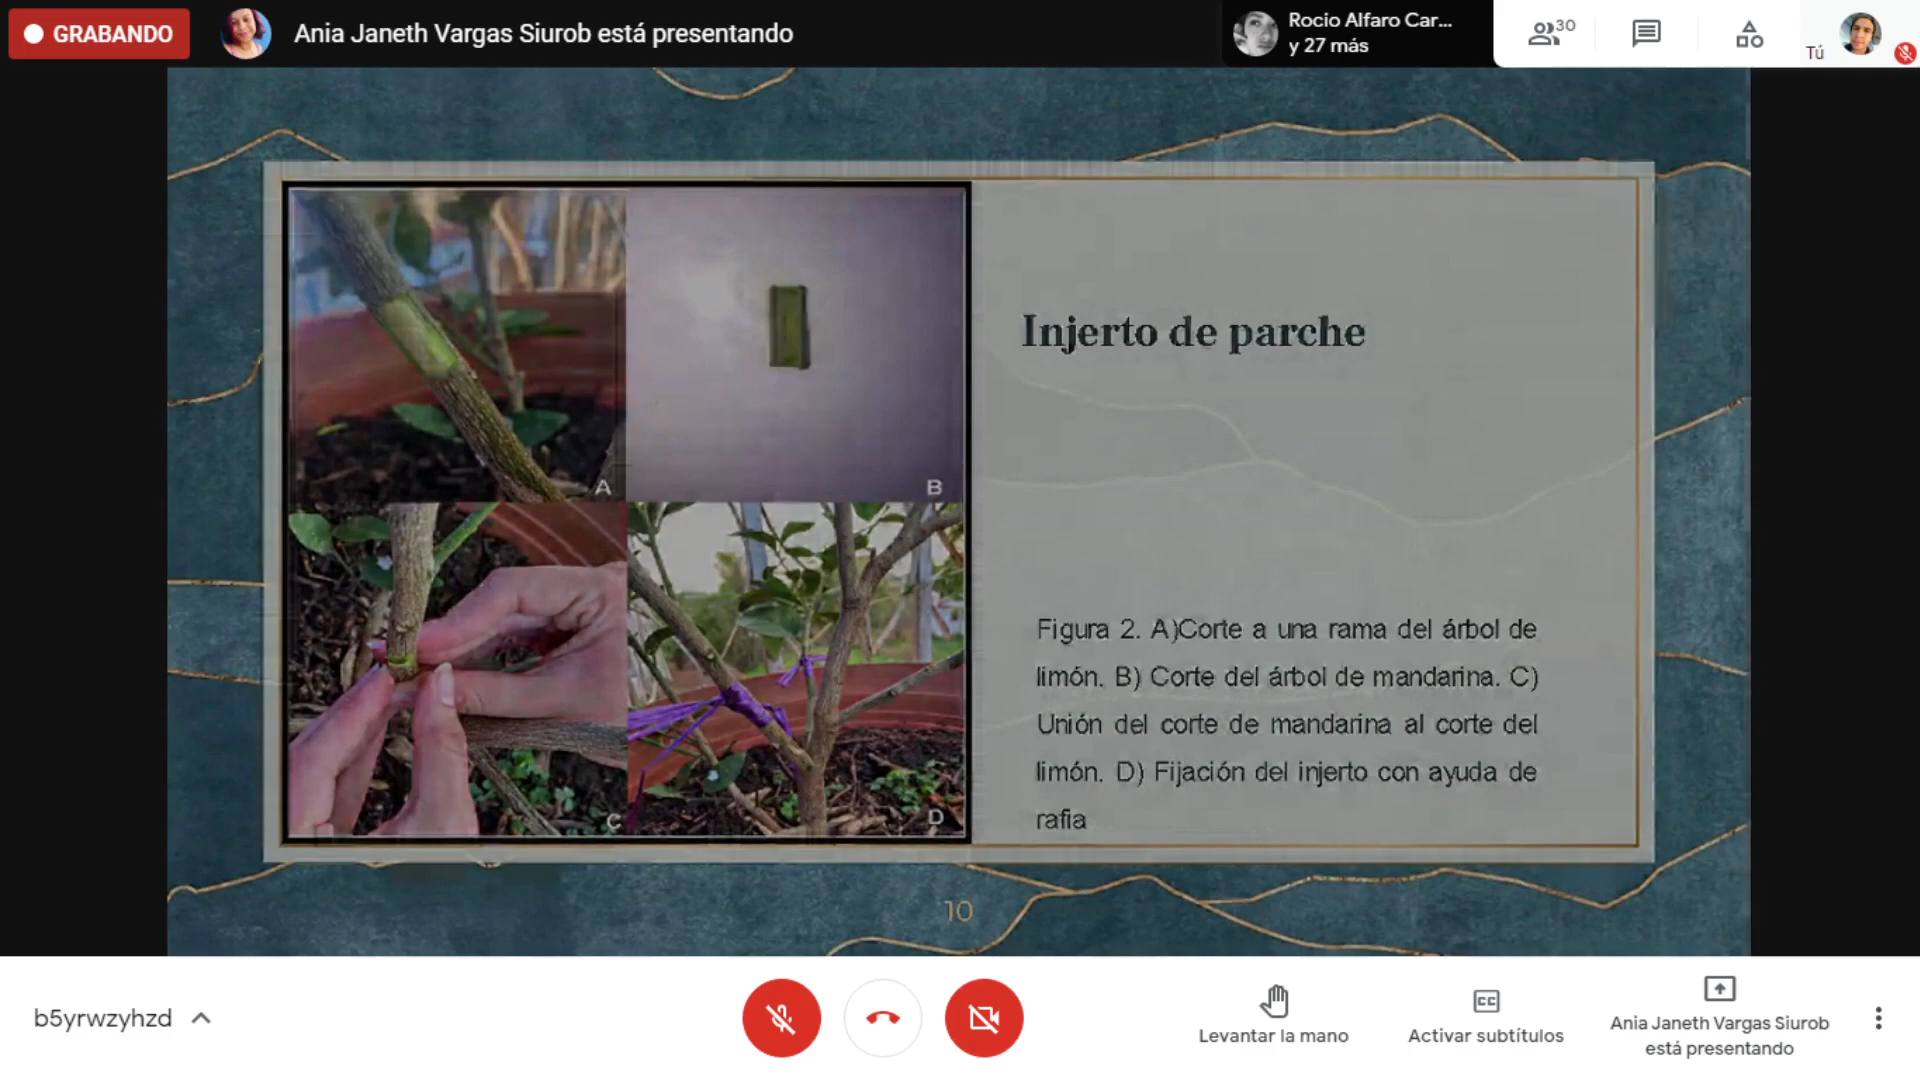 GRABANDO
Ania Janeth Vargas Siurob está presentando
Rocio Alfaro Car...
y 27 más
30
Tú
A
B
C
D
Injerto de parche
Figura 2. A)Corte a una rama del árbol de
limón. B) Corte del árbol de mandarina. C)
Unión del corte de mandarina al corte del
limón. D) Fijación del injerto con ayuda de
rafia
10
b5yrwzyhzd
Levantar la mano
CC
Activar subtítulos
Ania Janeth Vargas Siurob
está presentando